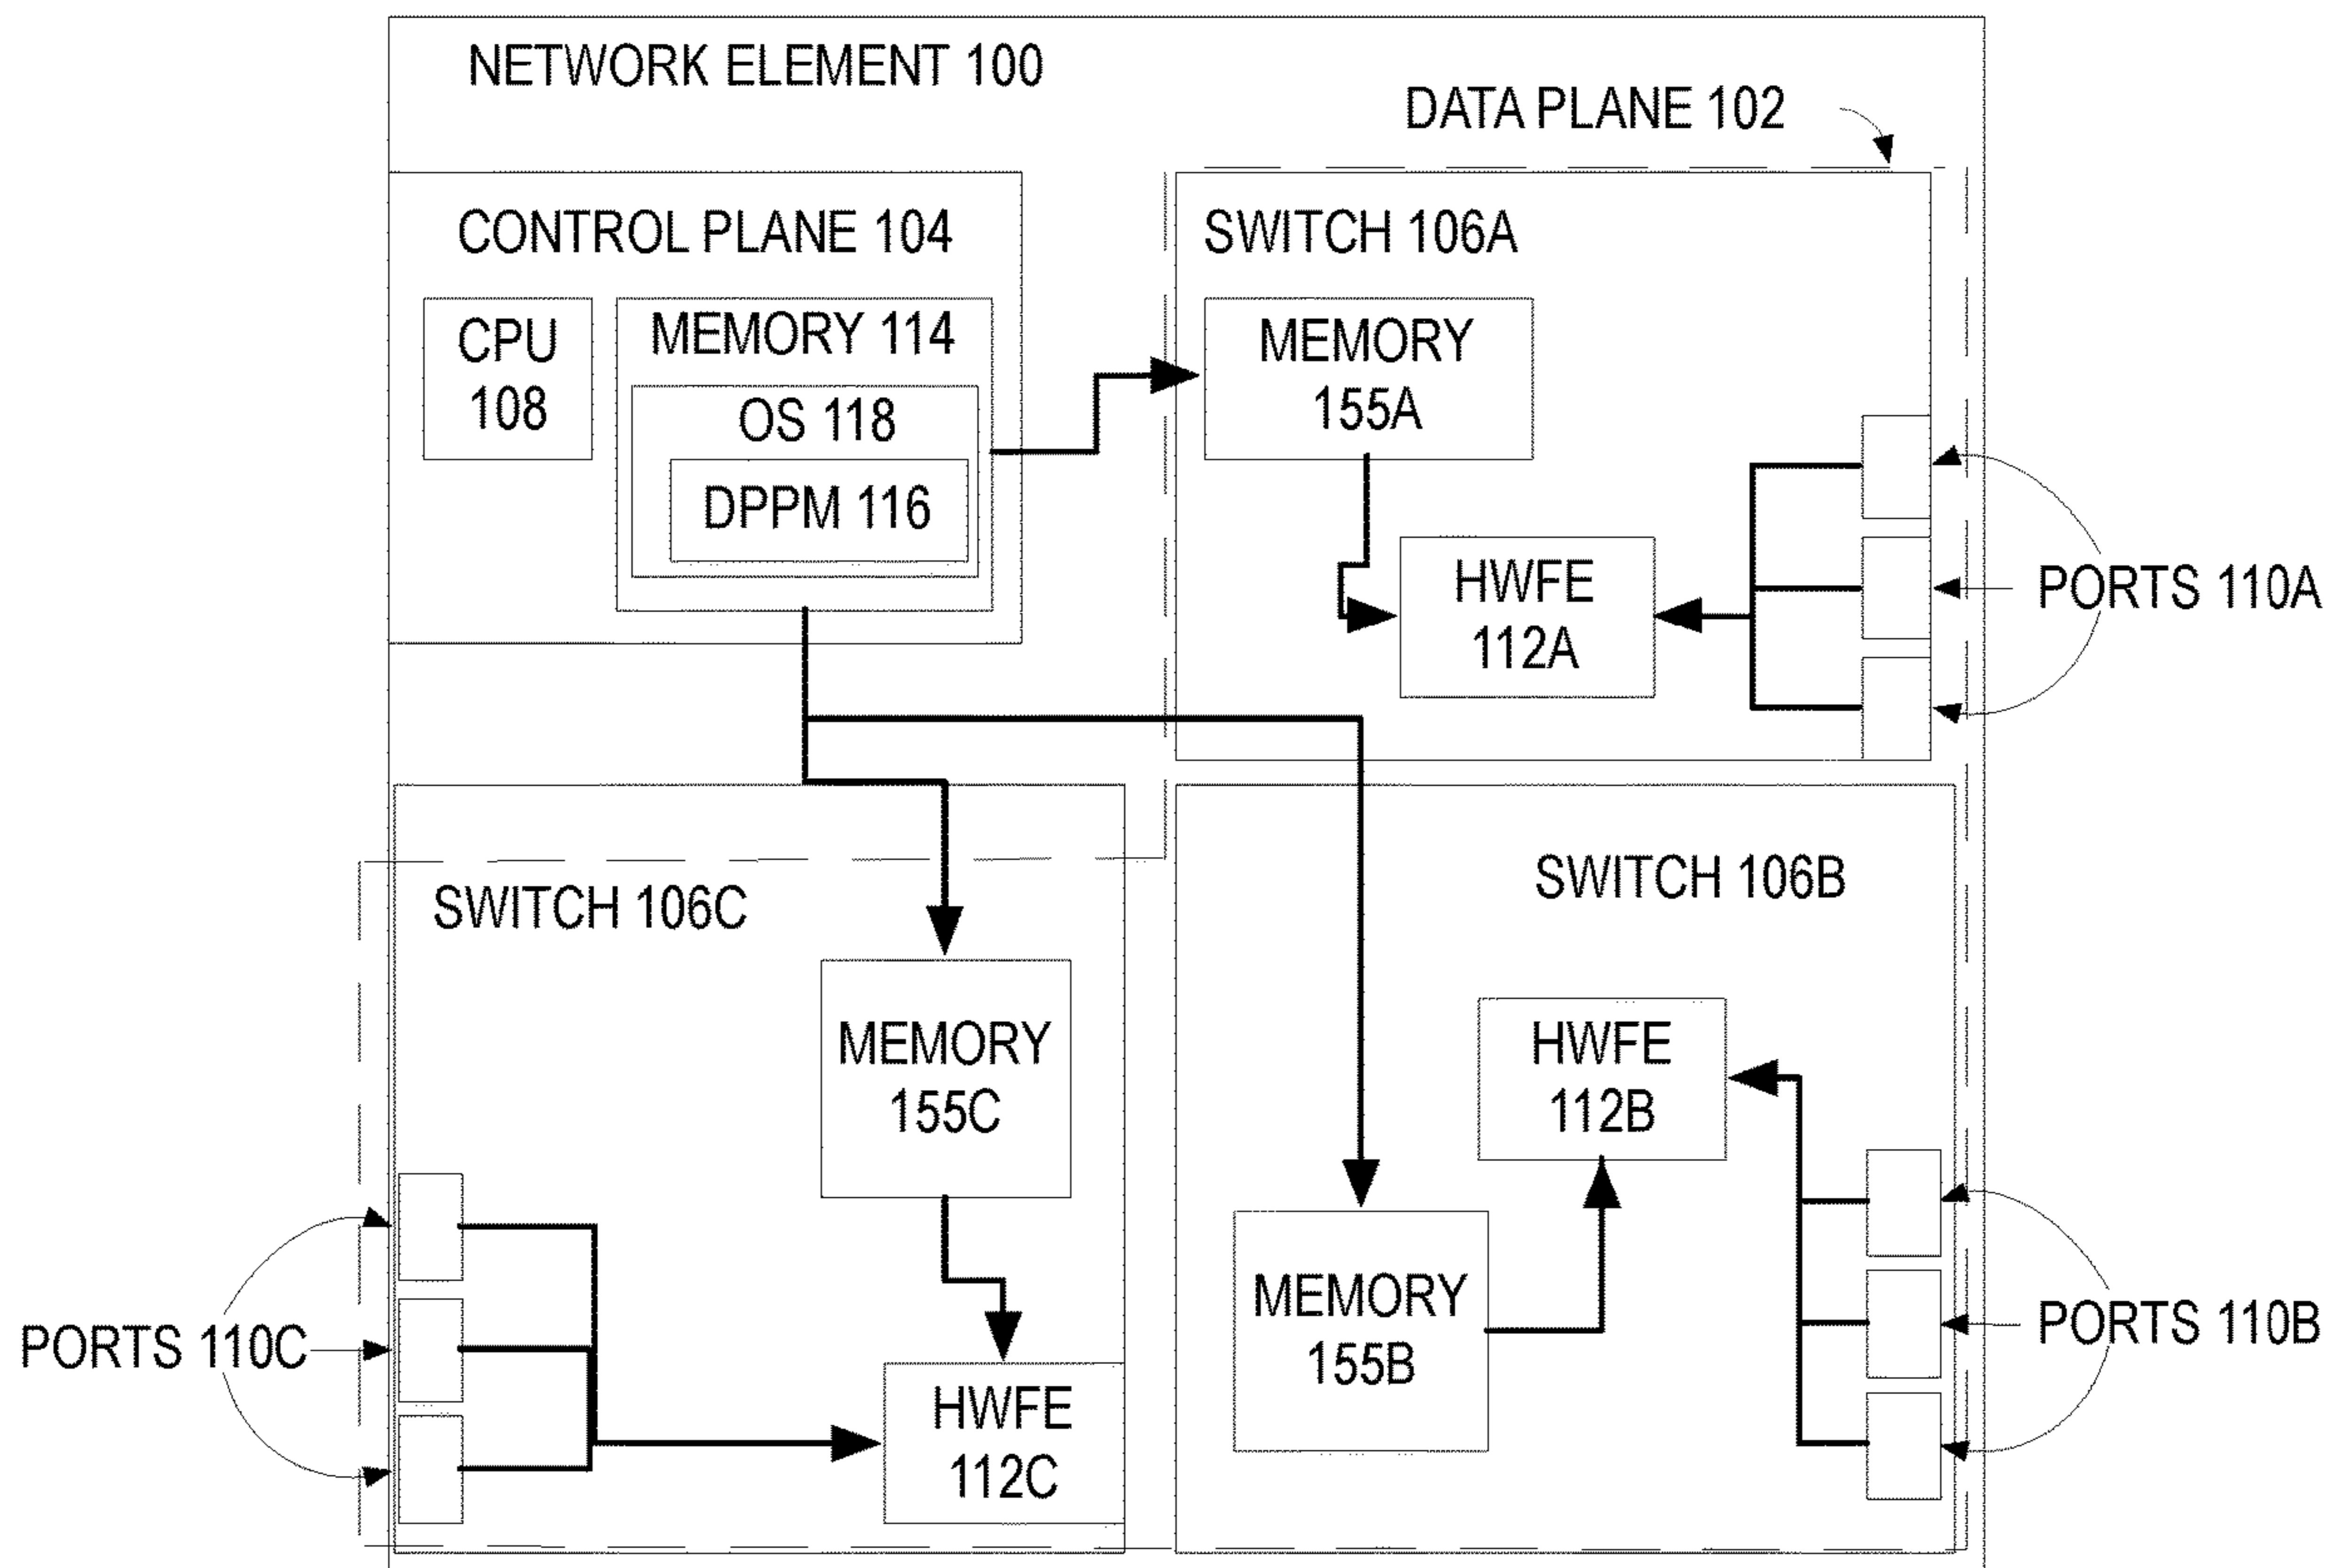 NETWORK ELEMENT 100
DATA PLANE 102
CONTROL PLANE 104
CPU
108
MEMORY 114
OS 118
DPPM 116
SWITCH 106A
MEMORY
155A
HWFE
112A
PORTS 110A
SWITCH 106C
MEMORY
155C
PORTS 110C
HWFE
112C
SWITCH 106B
HWFE
112B
MEMORY
155B
PORTS 110B